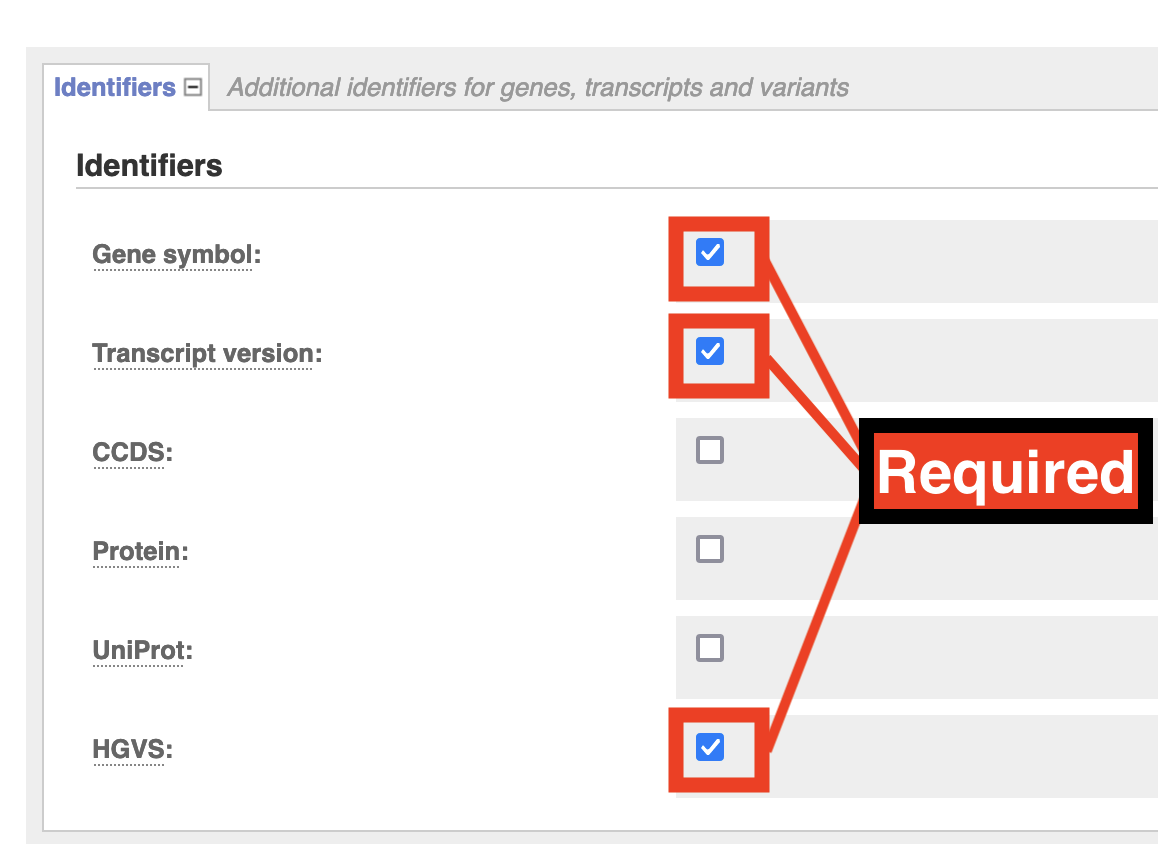 Identifiers
Additional identifiers for genes, transcripts and variants
Identifiers
Gene symbol:
Transcript version:
CCDS:
Required
Protein:
UniProt:
HGVS: